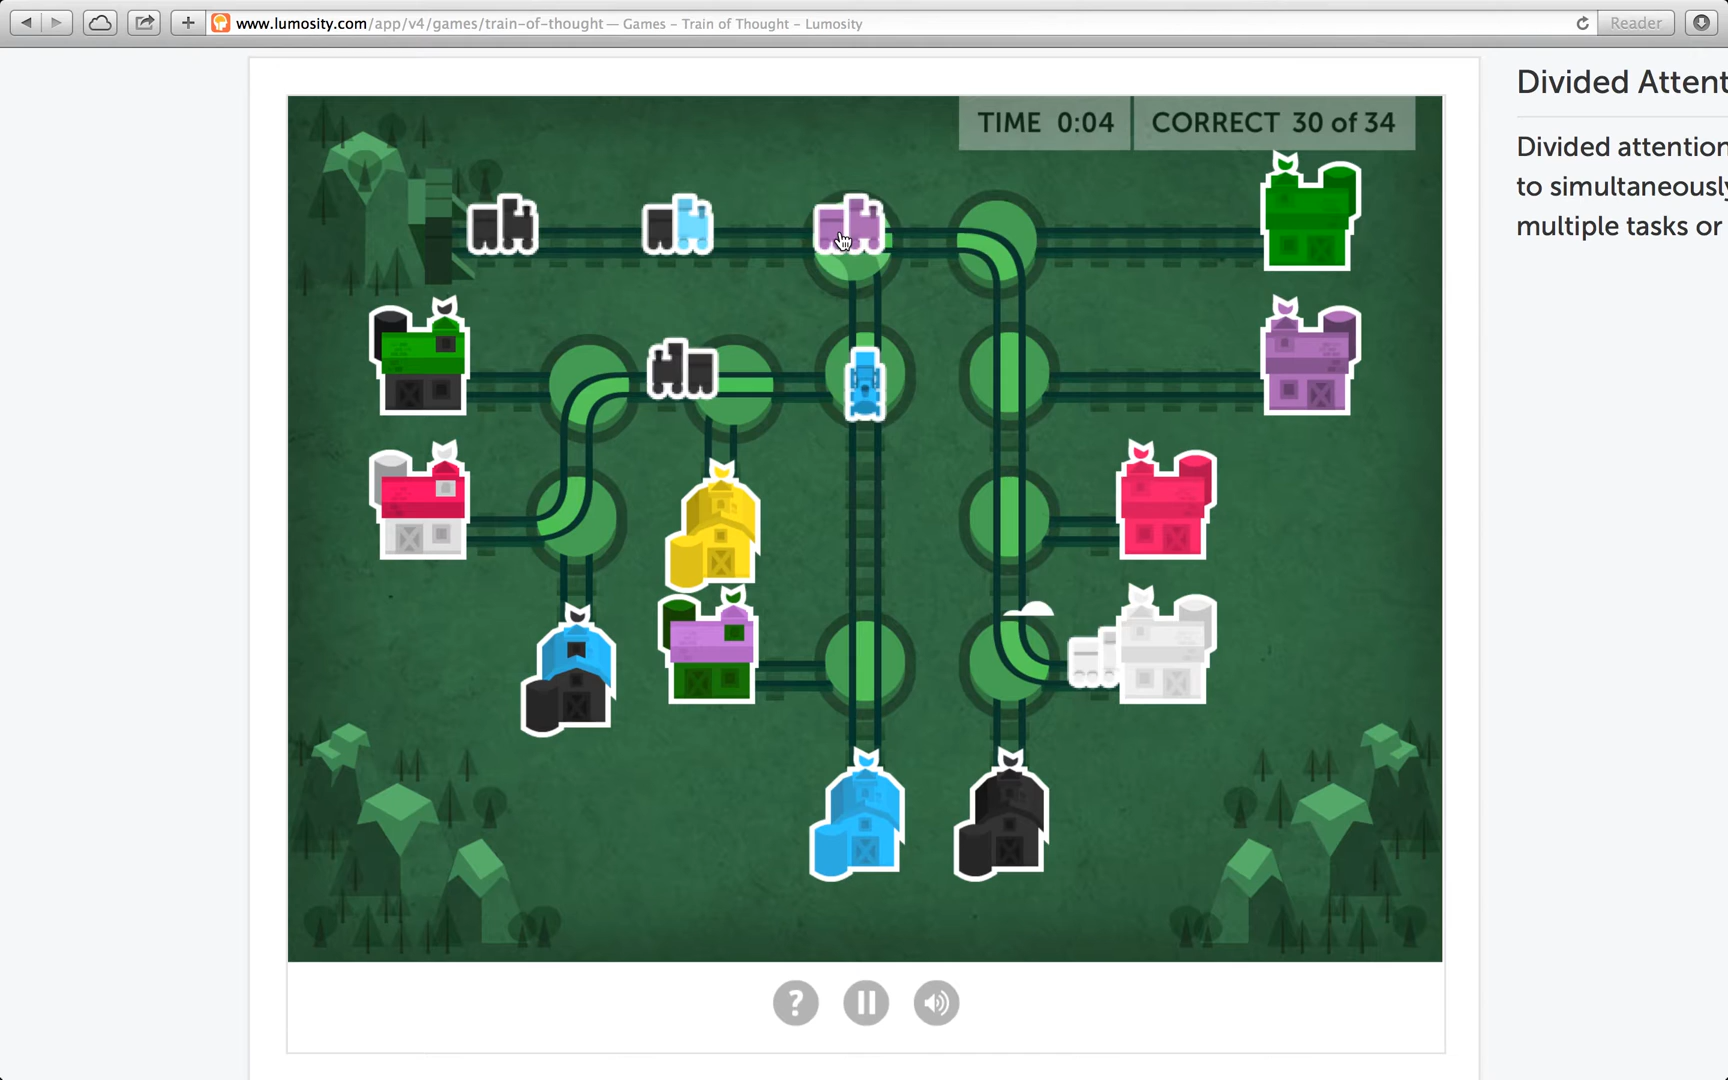 www.lumosity.com/app/v4/games/train-of-thought — Games – Train of Thought – Lumosity
Reader
Divided Attent
Divided attention
to simultaneously
multiple tasks or
TIME 0:04
CORRECT 30 of 34
?